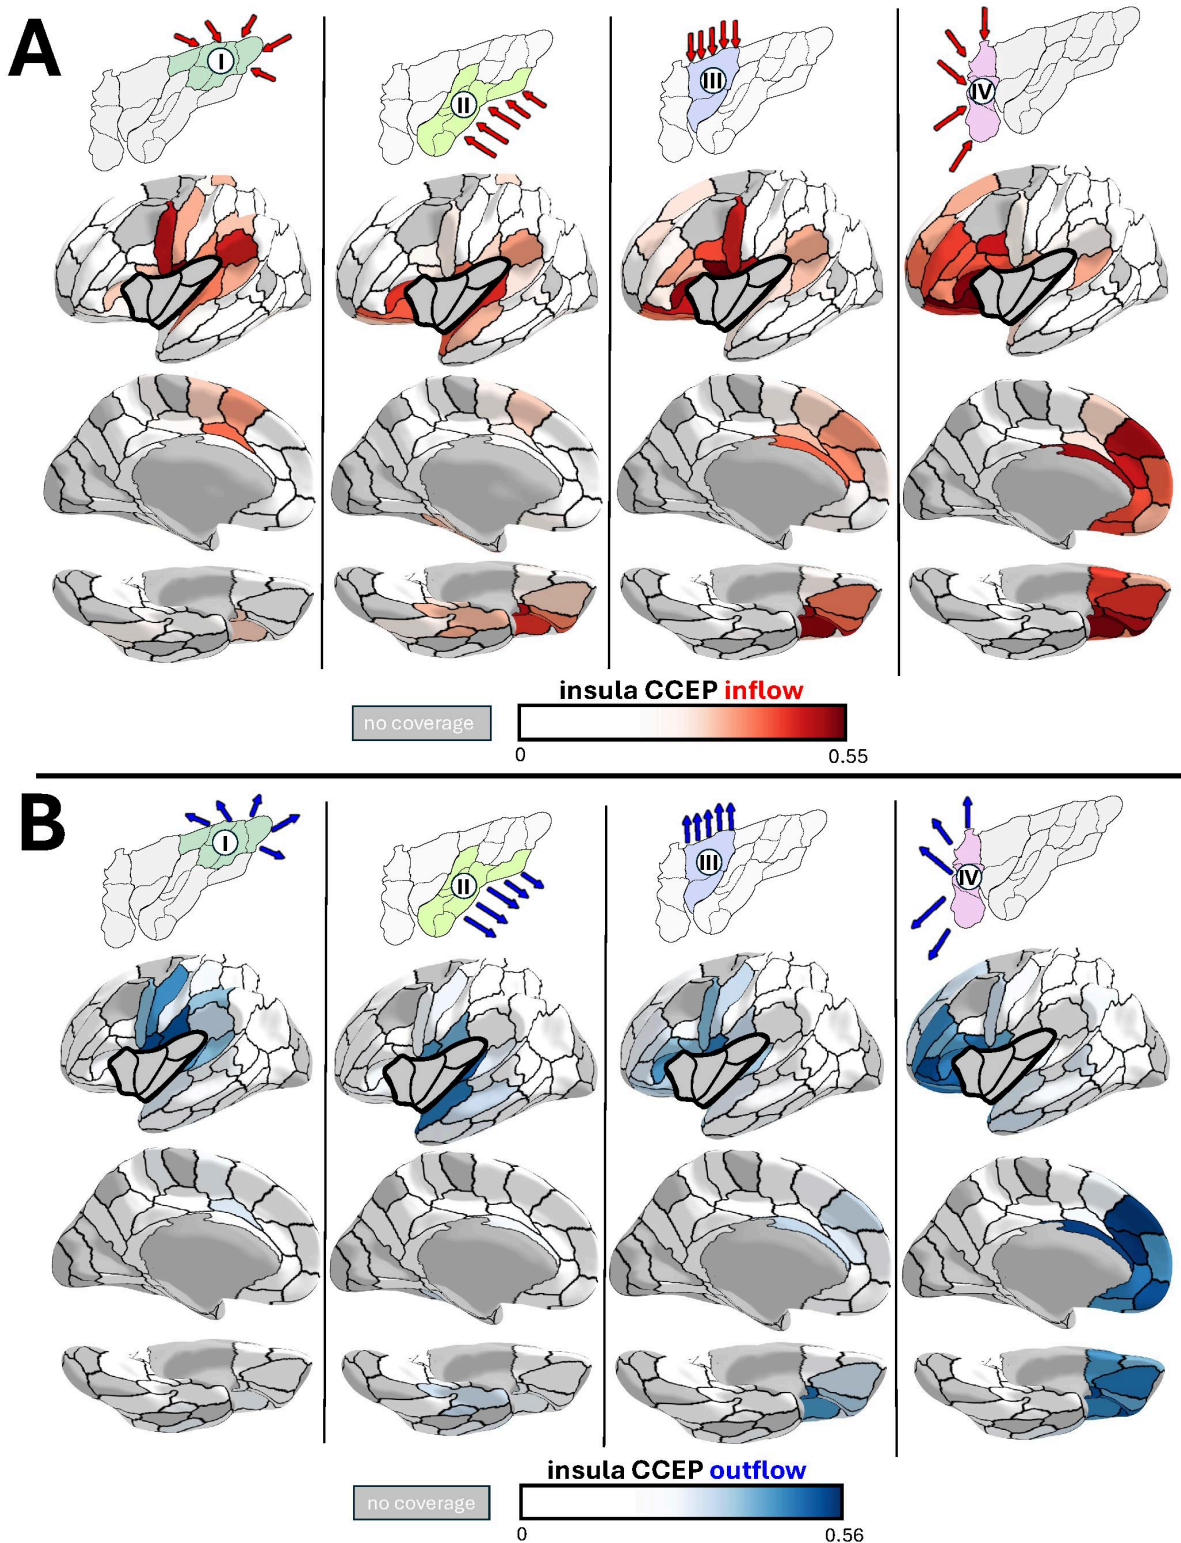 A
I
II
III
IV
insula CCEP inflow
no coverage
0
0.55
B
I
II
III
IV
insula CCEP outflow
no coverage
0
0.56